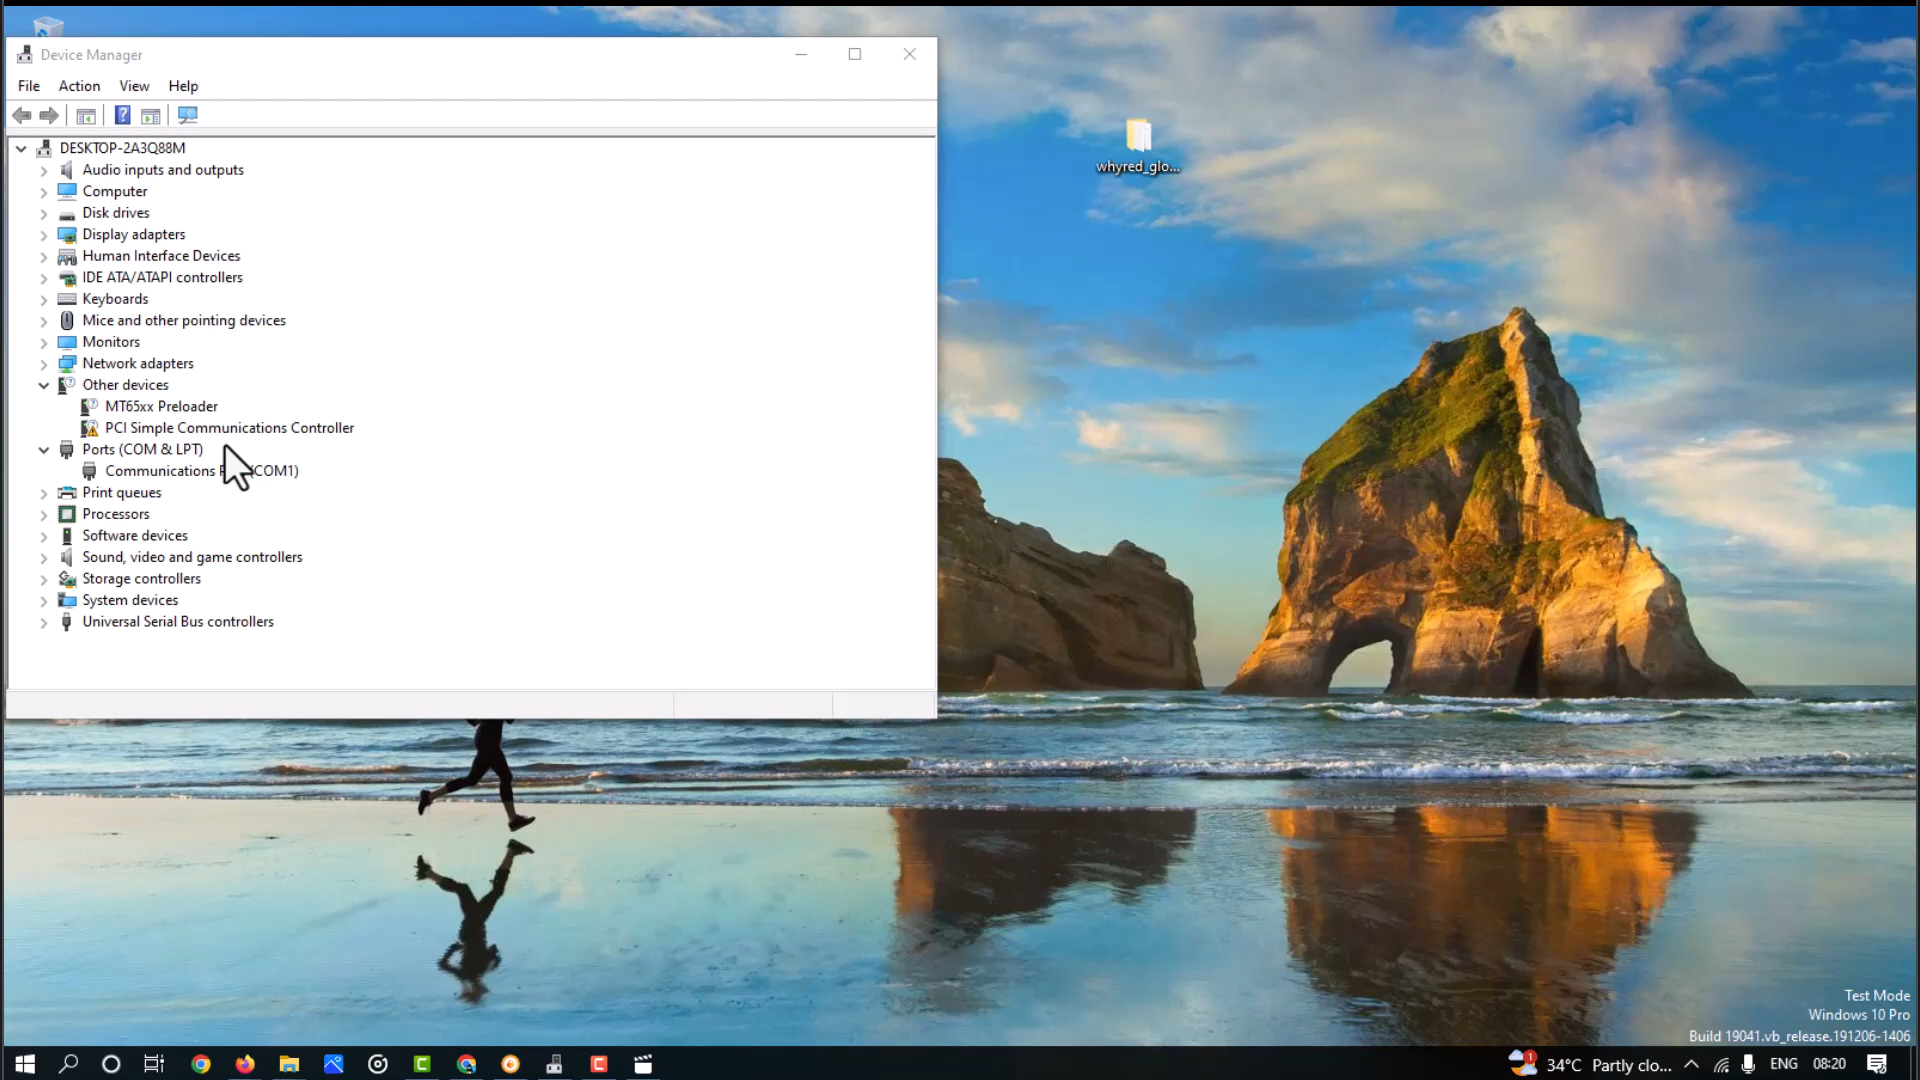 Device Manager
File Action View Help
DESKTOP-2A3Q88M
Audio inputs and outputs
Computer
Disk drives
Display adapters
Human Interface Devices
IDE ATA/ATAPI controllers
Keyboards
Mice and other pointing devices
Monitors
Network adapters
Other devices
MT65xx Preloader
PCI Simple Communications Controller
Ports (COM & LPT)
Communications (COM1)
Print queues
Processors
Software devices
Sound, video and game controllers
Storage controllers
System devices
Universal Serial Bus controllers
whyred_glo...
Test Mode
Windows 10 Pro
Build 19041.vb_release.191206-1406
1
34°C Partly clo...
ENG
08:20